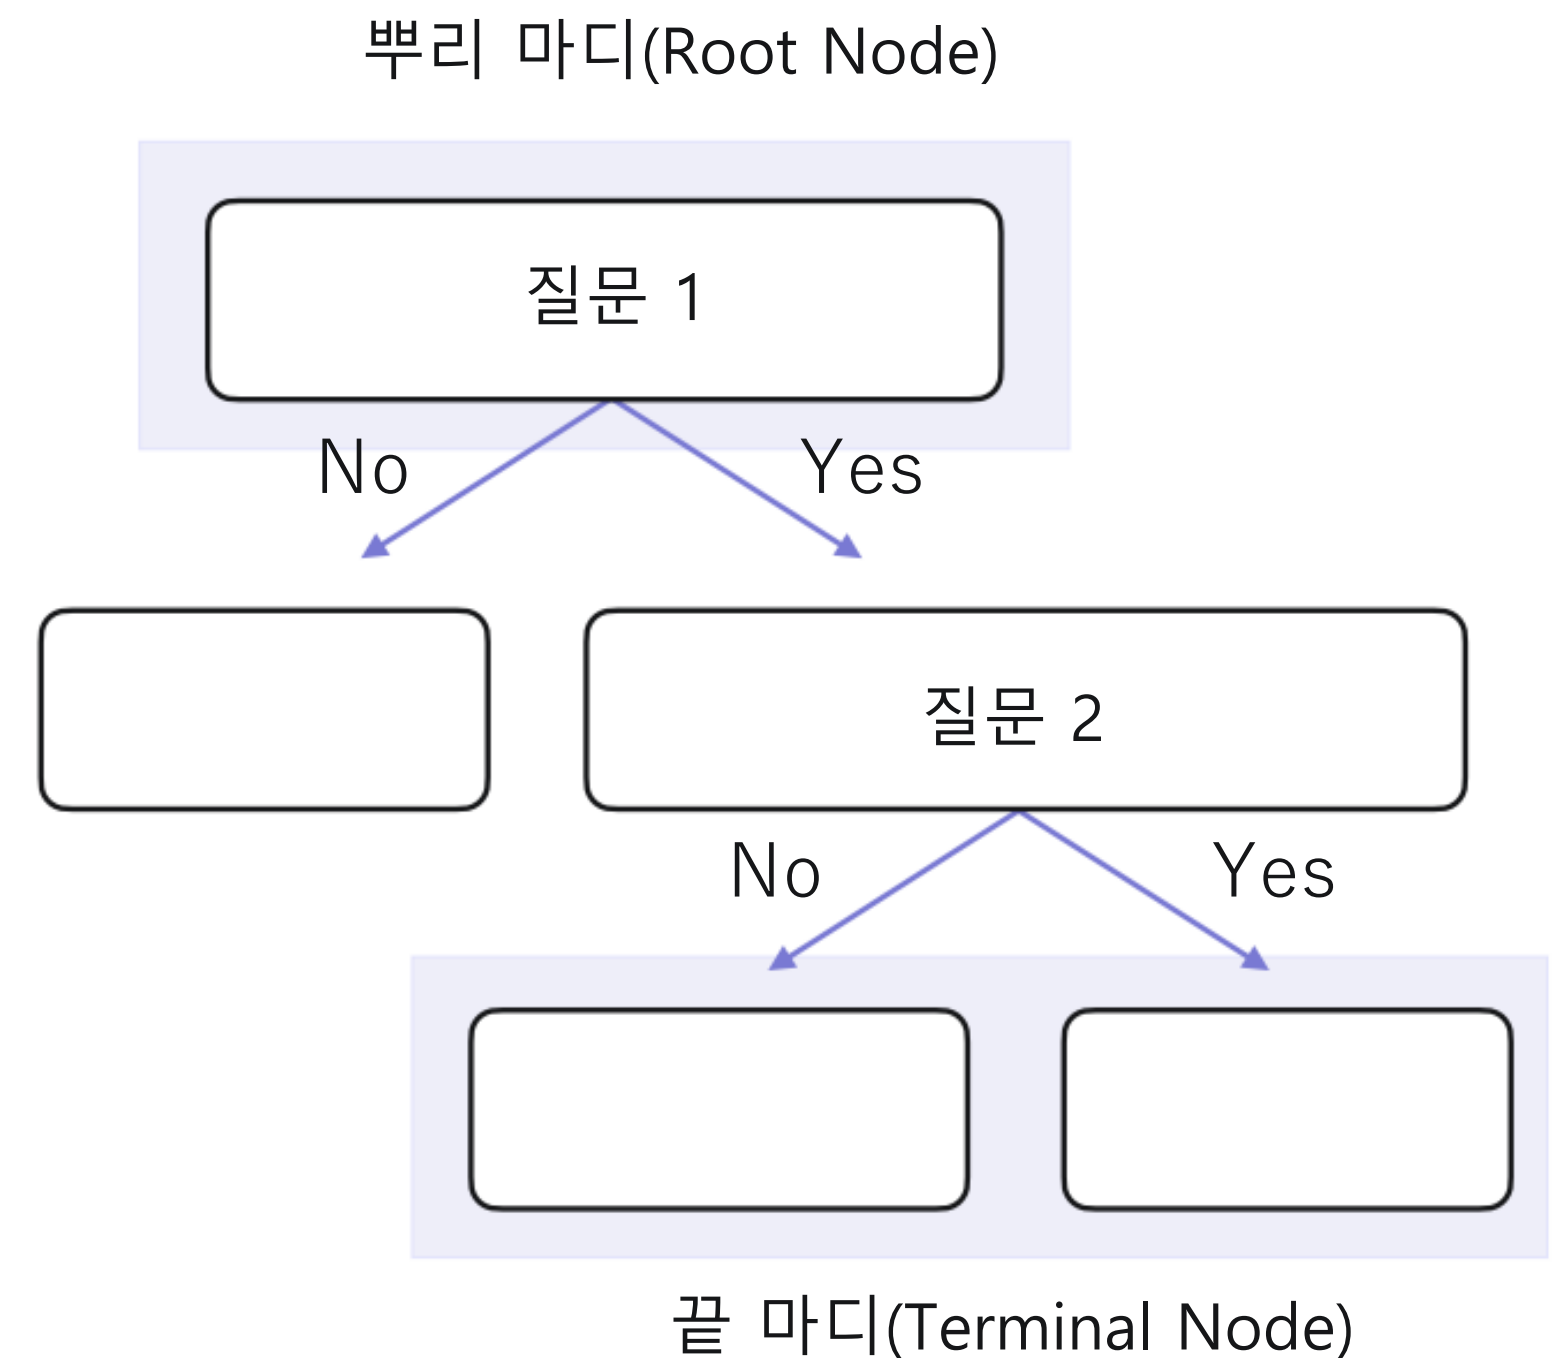 뿌리 마디(Root Node)
질문 1
No
Yes
질문 2
No
Yes
끝 마디(Terminal Node)